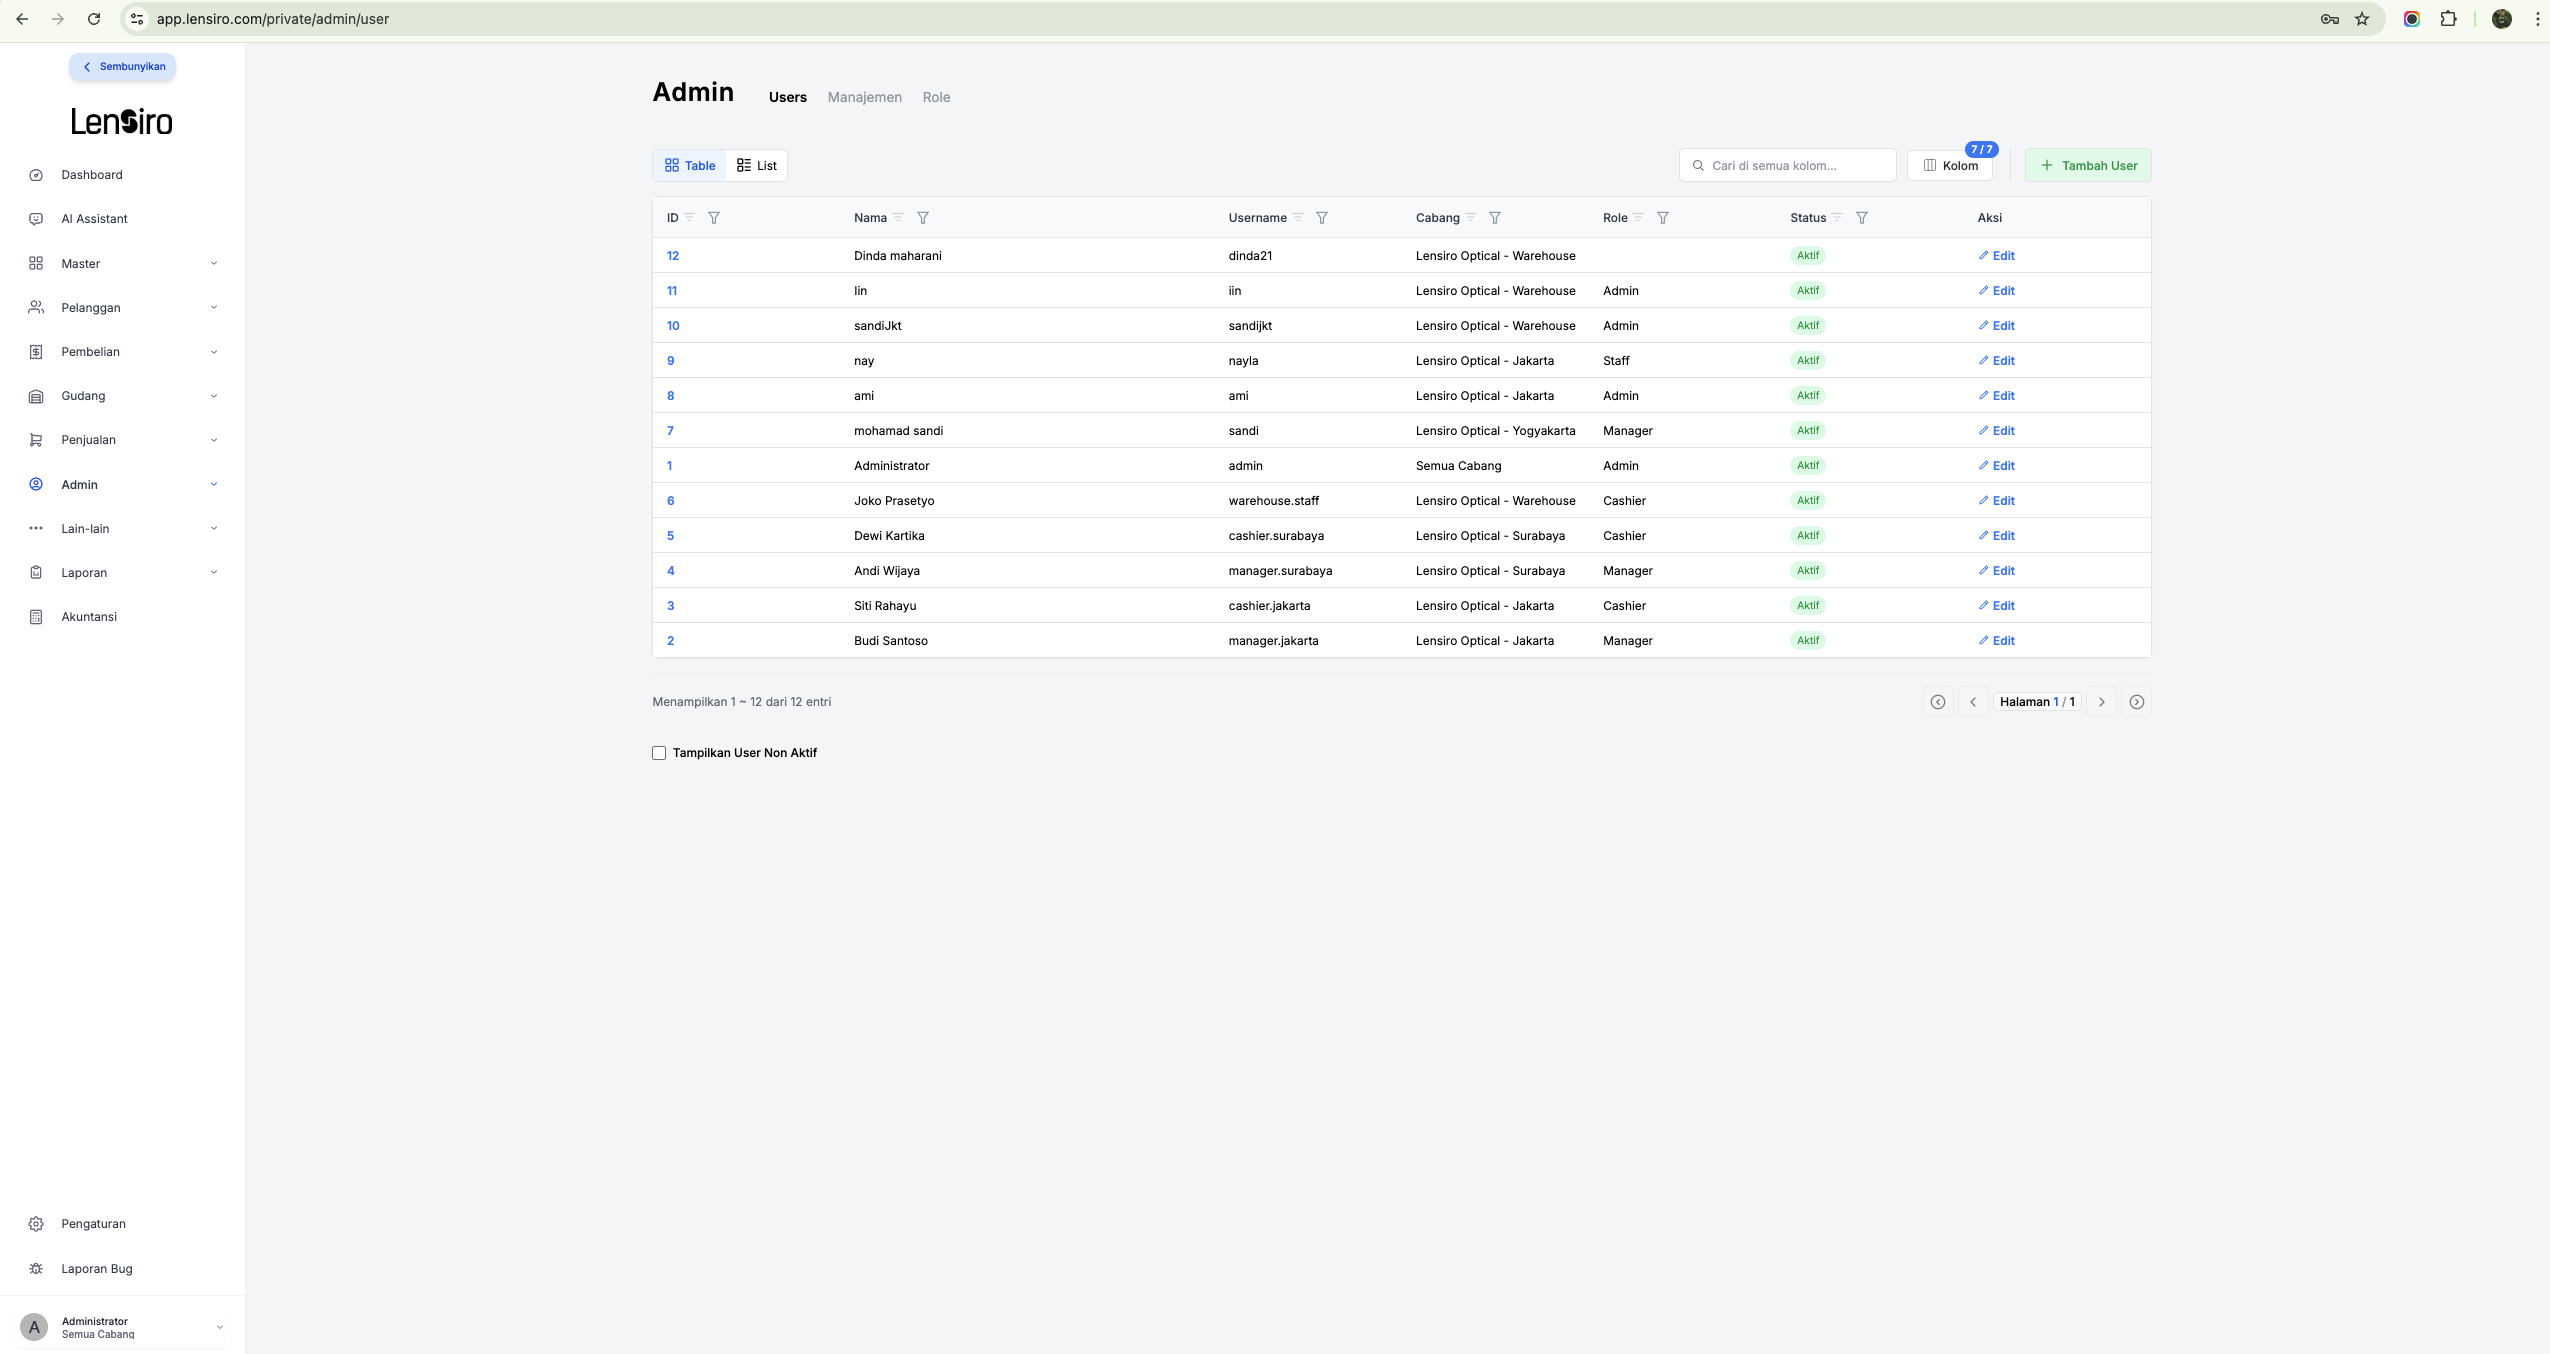 app.lensiro.com/private/admin/user
Sembunyikan
Lensiro
Dashboard
AI Assistant
Master
Pelanggan
Pembelian
Gudang
Penjualan
Admin
Lain-lain
Laporan
Akuntansi
Pengaturan
Laporan Bug
A Administrator
Semua Cabang
Admin Users Manajemen Role
Table List Cari di semua kolom... Kolom 7 / 7 Tambah User
ID Nama Username Cabang Role Status Aksi
12 Dinda maharani dinda21 Lensiro Optical - Warehouse Aktif Edit
11 Iin iin Lensiro Optical - Warehouse Admin Aktif Edit
10 sandiJkt sandijkt Lensiro Optical - Warehouse Admin Aktif Edit
9 nay nayla Lensiro Optical - Jakarta Staff Aktif Edit
8 ami ami Lensiro Optical - Jakarta Admin Aktif Edit
7 mohamad sandi sandi Lensiro Optical - Yogyakarta Manager Aktif Edit
1 Administrator admin Semua Cabang Admin Aktif Edit
6 Joko Prasetyo warehouse.staff Lensiro Optical - Warehouse Cashier Aktif Edit
5 Dewi Kartika cashier.surabaya Lensiro Optical - Surabaya Cashier Aktif Edit
4 Andi Wijaya manager.surabaya Lensiro Optical - Surabaya Manager Aktif Edit
3 Siti Rahayu cashier.jakarta Lensiro Optical - Jakarta Cashier Aktif Edit
2 Budi Santoso manager.jakarta Lensiro Optical - Jakarta Manager Aktif Edit
Menampilkan 1 ~ 12 dari 12 entri Halaman 1 / 1
Tampilkan User Non Aktif